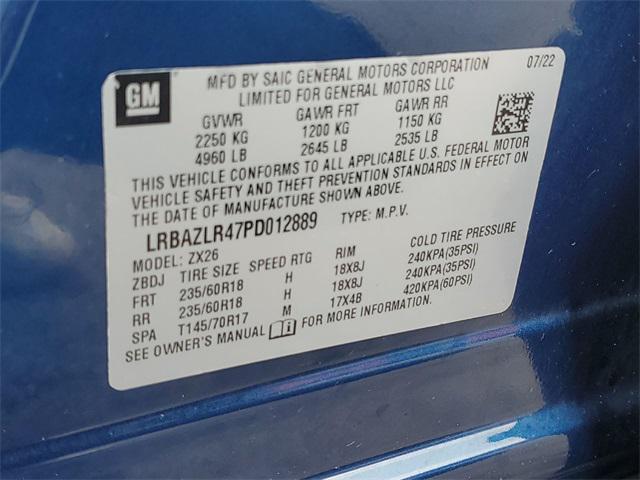 GM
MFD BY SAIC GENERAL MOTORS CORPORATION 07/22
LIMITED FOR GENERAL MOTORS LLC
GVWR GAWR FRT GAWR RR
2250 KG 1200 KG 1150 KG
4960 LB 2645 LB 2535 LB
THIS VEHICLE CONFORMS TO ALL APPLICABLE U.S. FEDERAL MOTOR
VEHICLE SAFETY AND THEFT PREVENTION STANDARDS IN EFFECT ON
THE DATE OF MANUFACTURE SHOWN ABOVE.
LRBAZLR47PD012889 TYPE: M.P.V.
MODEL: ZX26
ZBDJ TIRE SIZE SPEED RTG RIM COLD TIRE PRESSURE
FRT 235/60R18 H 18X8J 240KPA(35PSI)
RR 235/60R18 H 18X8J 240KPA(35PSI)
SPA T145/70R17 M 17X4B 420KPA(60PSI)
SEE OWNER'S MANUAL FOR MORE INFORMATION.